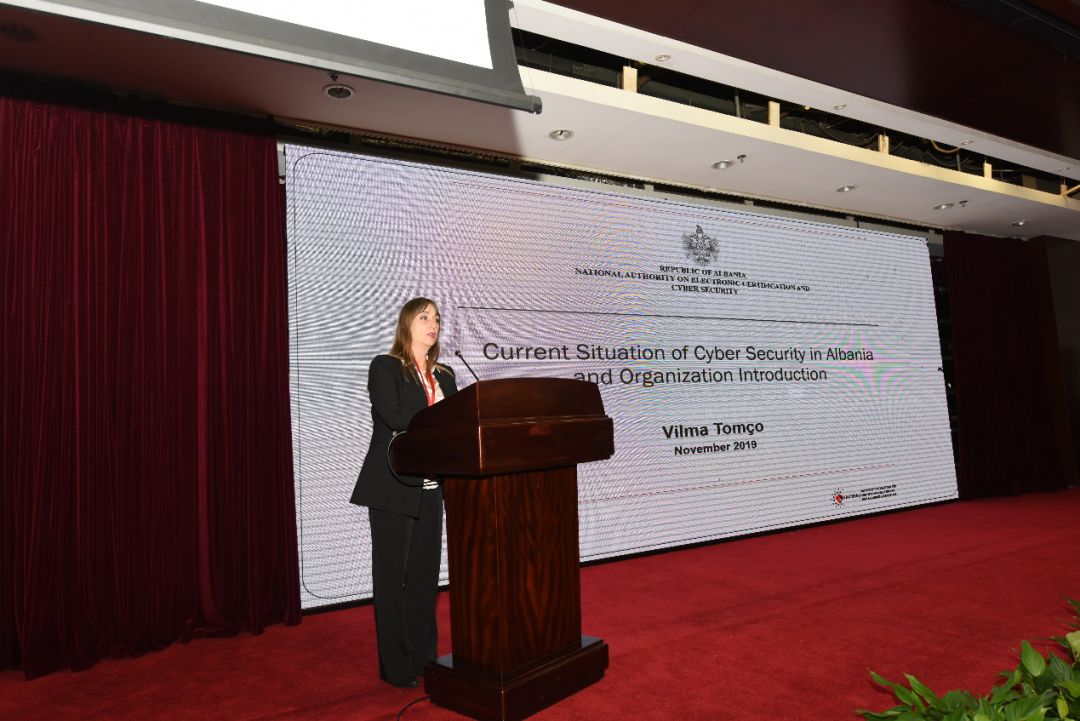 REPUBLIC OF ALBANIA
NATIONAL AUTHORITY ON ELECTRONIC CERTIFICATION AND
CYBER SECURITY
Current Situation of Cyber Security in Albania
and Organization Introduction
Vilma Tomço
November 2019